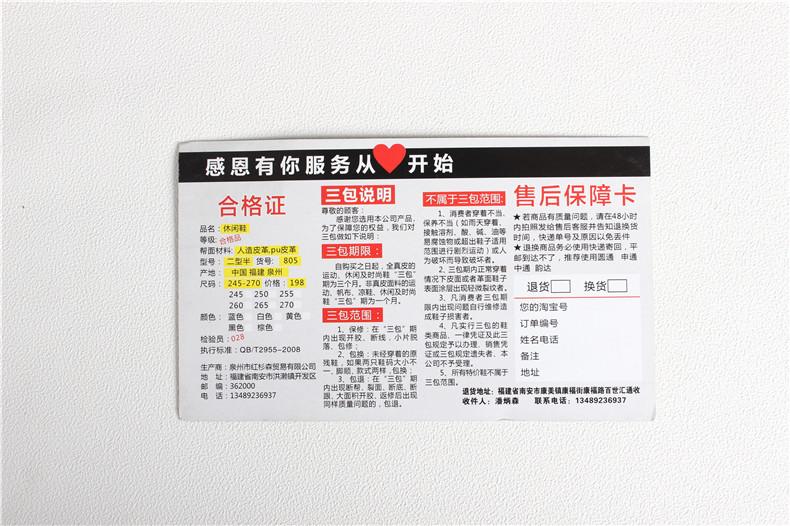 感恩有你服务从❤开始
合格证
品名：休闲鞋
等级：合格品
帮面材料：人造皮革,pu皮革
型号：二型半 货号：805
产地：中国 福建 泉州
尺码：245-270 价格：198
245 250 255
260 265 270
颜色：蓝色 白色 黄色
黑色 棕色
检验员：028
执行标准：QB/T2955-2008
生产商：泉州市红杉森贸易有限公司
地 址：福建省南安市洪濑镇开发区
邮 编：362000
电 话：13489236937
三包说明
尊敬的顾客：
感谢您选用本公司产品,
为了保障您的权益，我们对
三包做如下说明：
三包期限：
自购买之日起，全真皮的
运动、休闲及时尚鞋“三包”
期为三个月。非真皮面料的
运动、帆布、凉鞋、休闲及时尚
鞋“三包”期为一个月。
三包范围：
1、保修：在“三包”期
内出现开胶、断线，小片脱
落、包修；
2、包换：未经穿着的原
残鞋，如果两只鞋码大小不
一，脚顺，款式两样，包换；
3、包退：在“三包”期
内出现断帮、裂面、断底、断
跟、大面积开胶，返修后出现
同样质量问题的，包退。
不属于三包范围:
1、消费者穿着不当、
保养不当（如雨天穿着、
接触溶剂、酸、碱、油等
易腐蚀物或超出鞋子适用
范围进行剧烈运动）或人
为破坏而导致破坏者。
2、三包期内正常穿着
情况下皮面或者革面鞋子
表面涂层出现轻微裂纹者。
3、凡消费者三包期
限内出现问题自行维修
造成鞋子损害者。
4、凡实行三包的鞋
类商品、一律凭证及此三
包规定予以办理、销售凭
证或三包规定遗失者、本
公司不予受理。
5、所有特价鞋不属于
三包范围。
售后保障卡
★若商品有质量问题，请在48小时
内拍照发给售后客服并告知退换货
时间，快递单号及原因以免丢件
★退换商品务必使用快递寄回，平
邮到达不了，推荐使用圆通 申通
中通 韵达
退货 换货
您的淘宝号
订单编号
姓名电话
备注
地址
退货地址：福建省南安市康美镇康福街康福路百世汇通收
收件人：潘炳森 联系电话：13489236937